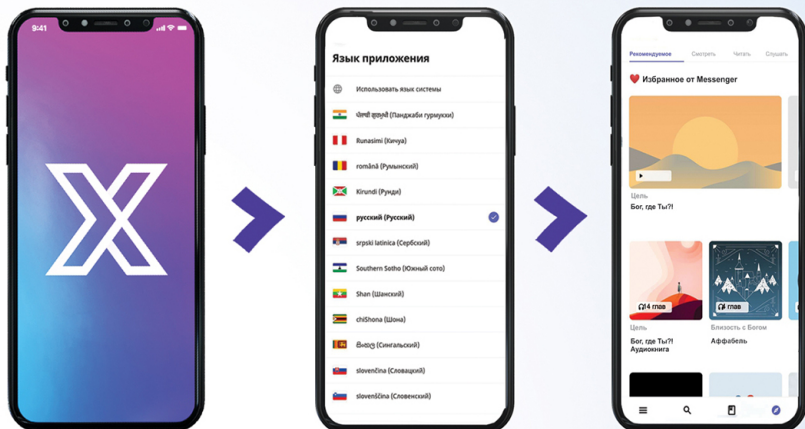 9:41
X
Язык приложения
Использовать язык системы
ਪੰਜਾਬੀ ਗੁਰਮੁਖੀ (Панджаби гурмукхи)
Runasimi (Кичуа)
română (Румынский)
Kirundi (Рунди)
русский (Русский)
srpski latinica (Сербский)
Southern Sotho (Южный сото)
Shan (Шанский)
chiShona (Шона)
සිංහල (Сингальский)
slovenčina (Словацкий)
slovenščina (Словенский)
Рекомендуемое Смотреть Читать Слушать
❤️ Избранное от Messenger
Цель
Бог, где Ты?!
14 глав
4 глав
Цель
Близость с Богом
Бог, где Ты?!
Аудиокнига
Аффабель